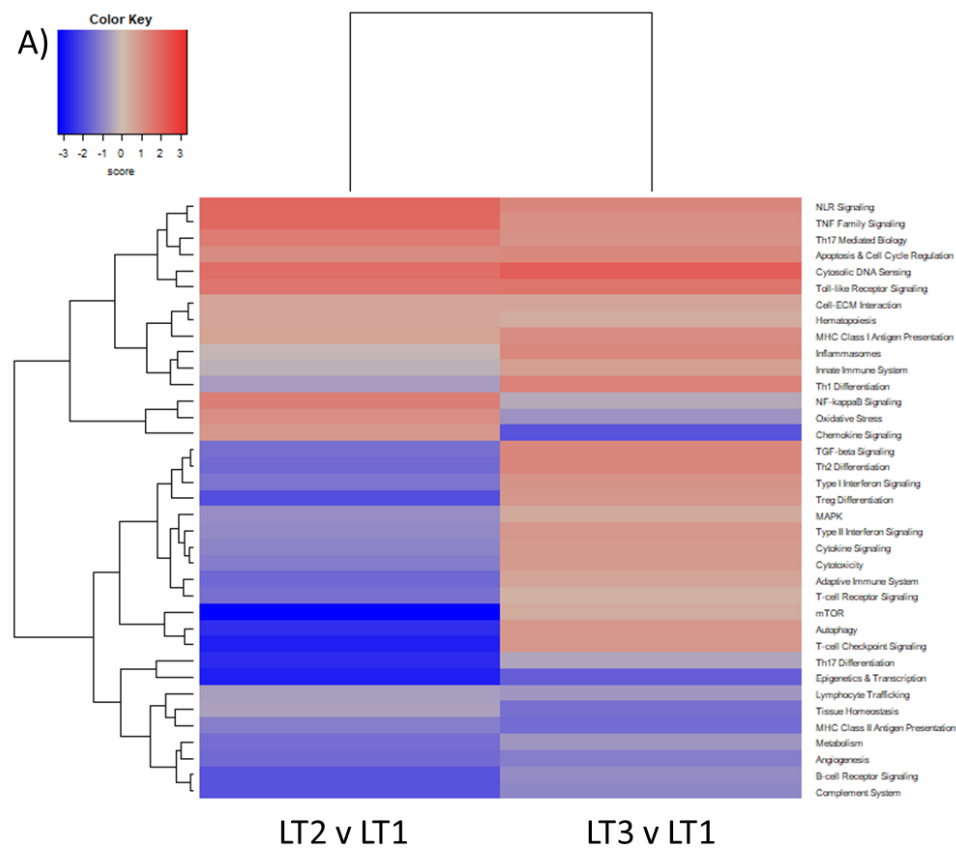 A)
Color Key
-3 -2 -1 0 1 2 3
score
NLR Signaling
TNF Family Signaling
Th17 Mediated Biology
Apoptosis & Cell Cycle Regulation
Cytosolic DNA Sensing
Toll-like Receptor Signaling
Cell-ECM Interaction
Hematopoiesis
MHC Class I Antigen Presentation
Inflammasomes
Innate Immune System
Th1 Differentiation
NF-kappaB Signaling
Oxidative Stress
Chemokine Signaling
TGF-beta Signaling
Th2 Differentiation
Type I Interferon Signaling
Treg Differentiation
MAPK
Type II Interferon Signaling
Cytokine Signaling
Cytotoxicity
Adaptive Immune System
T-cell Receptor Signaling
mTOR
Autophagy
T-cell Checkpoint Signaling
Th17 Differentiation
Epigenetics & Transcription
Lymphocyte Trafficking
Tissue Homeostasis
MHC Class II Antigen Presentation
Metabolism
Angiogenesis
B-cell Receptor Signaling
Complement System
LT2 v LT1
LT3 v LT1